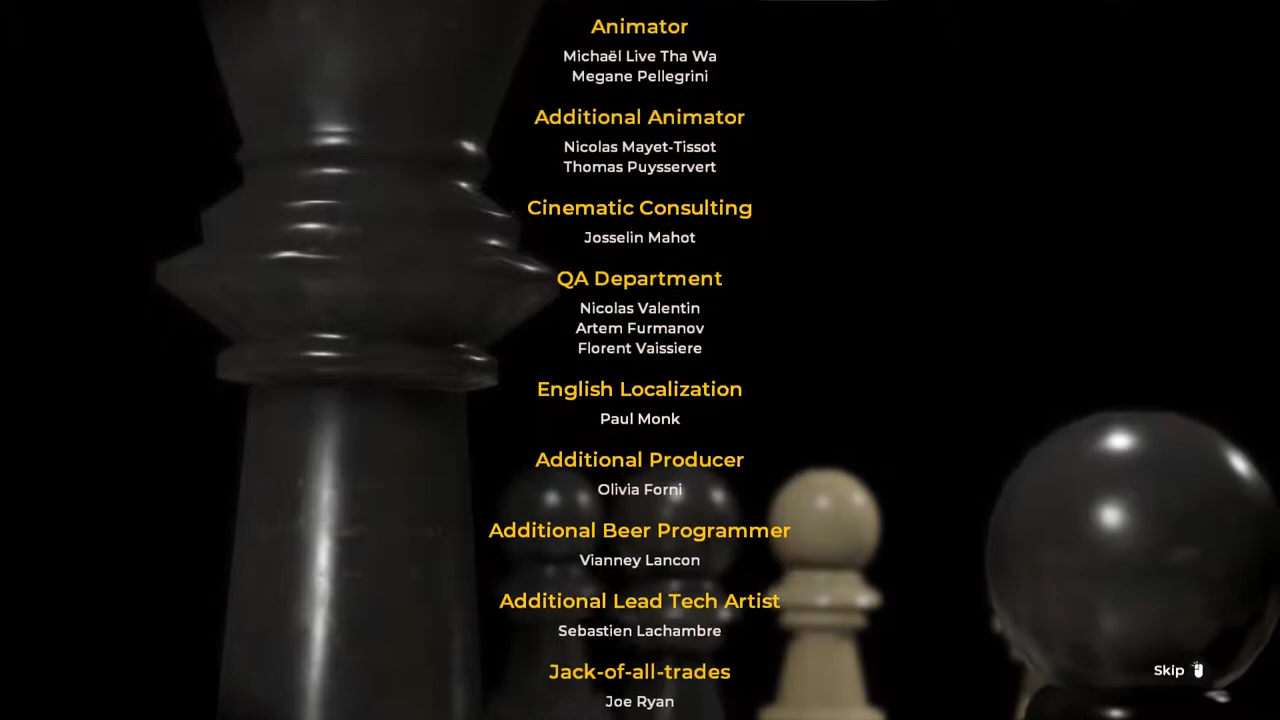 Animator
Michaël Live Tha Wa
Megane Pellegrini
Additional Animator
Nicolas Mayet-Tissot
Thomas Puysservert
Cinematic Consulting
Josselin Mahot
QA Department
Nicolas Valentin
Artem Furmanov
Florent Vaissiere
English Localization
Paul Monk
Additional Producer
Olivia Forni
Additional Beer Programmer
Vianney Lancon
Additional Lead Tech Artist
Sebastien Lachambre
Jack-of-all-trades
Joe Ryan
Skip